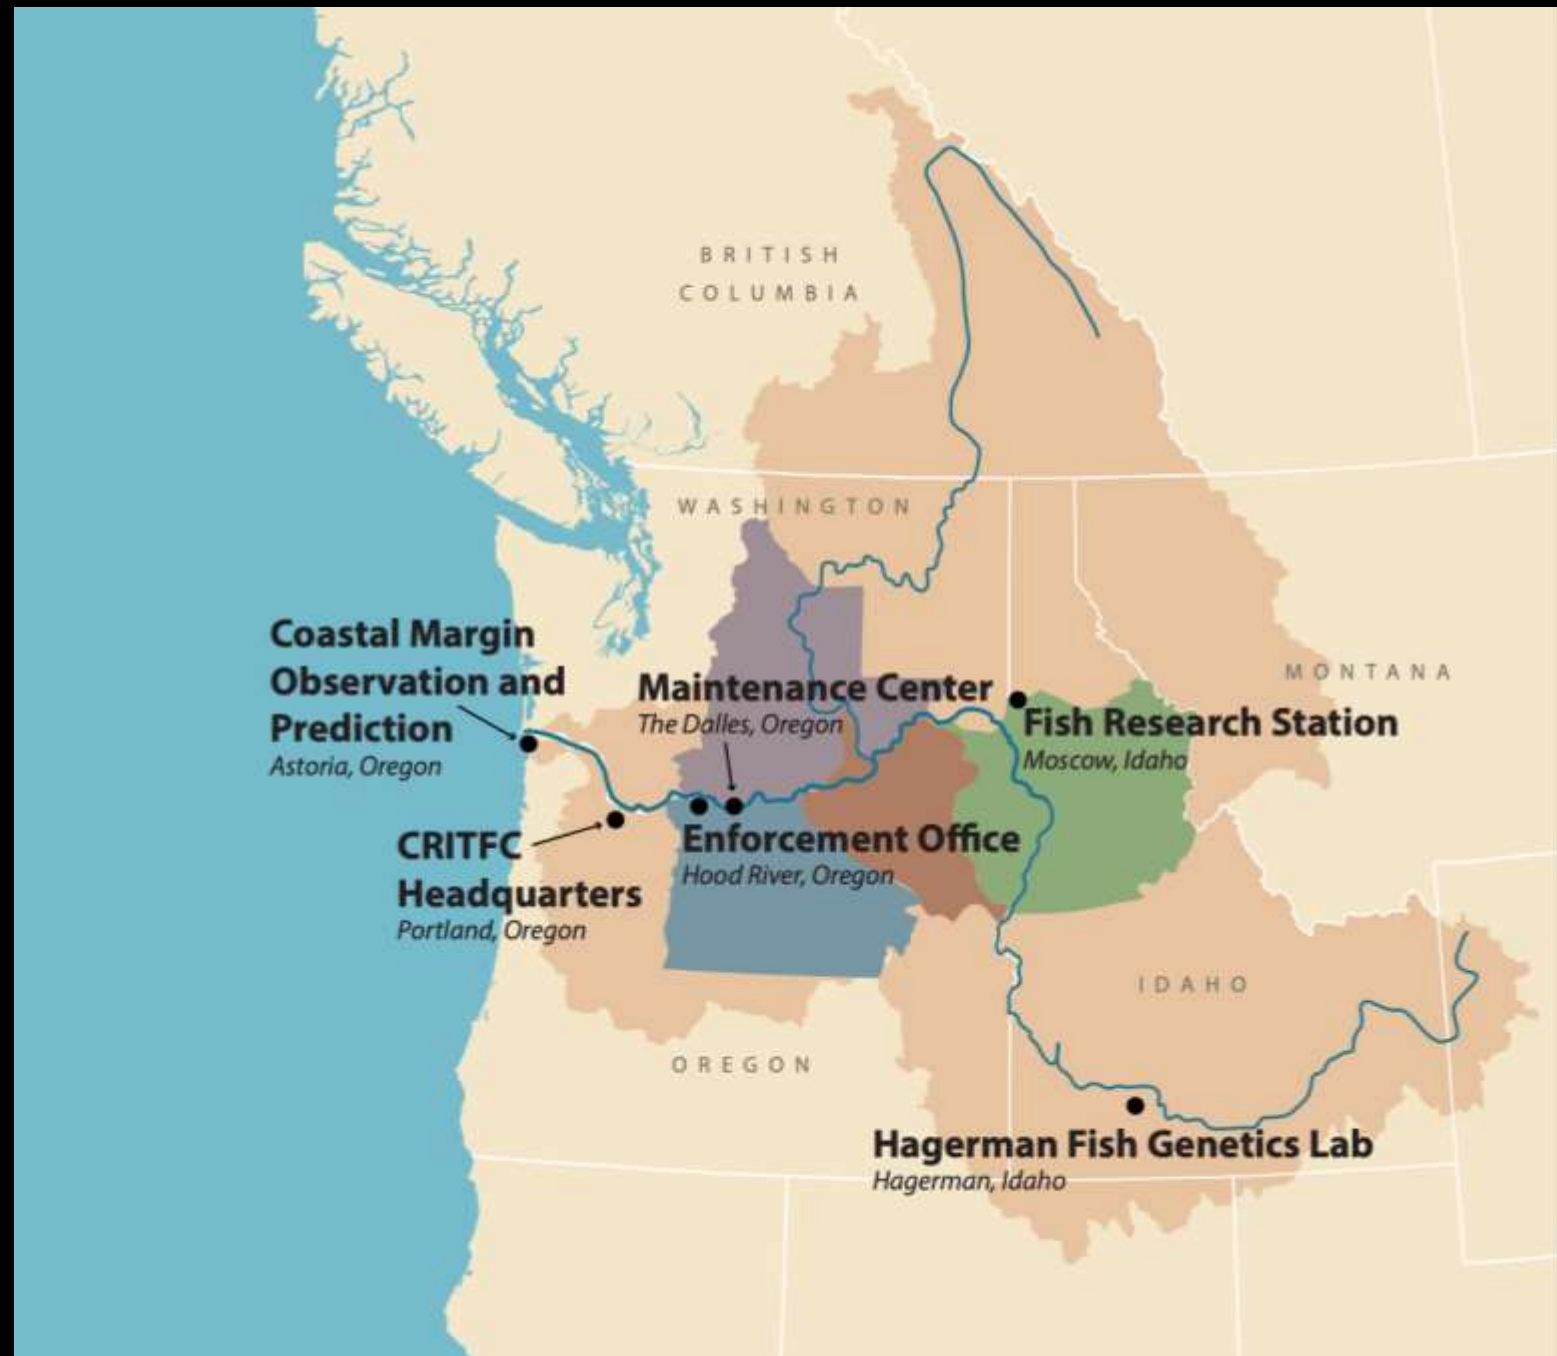 BRITISH
COLUMBIA
WASHINGTON
MONTANA
Coastal Margin
Observation and
Prediction
Astoria, Oregon
Maintenance Center
The Dalles, Oregon
Fish Research Station
Moscow, Idaho
CRITFC
Headquarters
Portland, Oregon
Enforcement Office
Hood River, Oregon
IDAHO
OREGON
Hagerman Fish Genetics Lab
Hagerman, Idaho